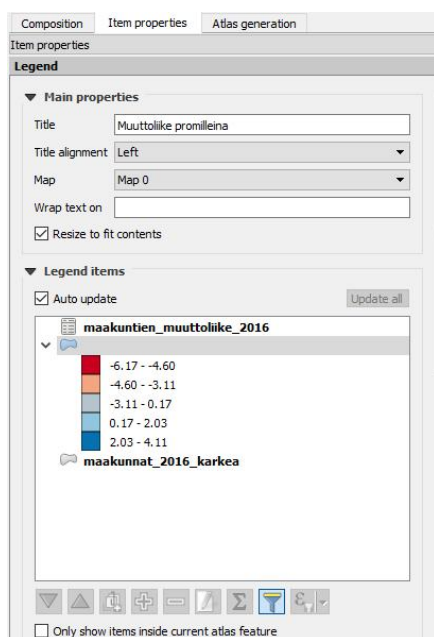 Composition Item properties Atlas generation
Item properties
Legend
Main properties
Title Muuttoliike promilleina
Title alignment Left
Map Map 0
Wrap text on
Resize to fit contents
Legend items
Auto update Update all
maakuntien_muuttoliike_2016
-6.17 - -4.60
-4.60 - -3.11
-3.11 - 0.17
0.17 - 2.03
2.03 - 4.11
maakunnat_2016_karkea
Σ ε
Only show items inside current atlas feature